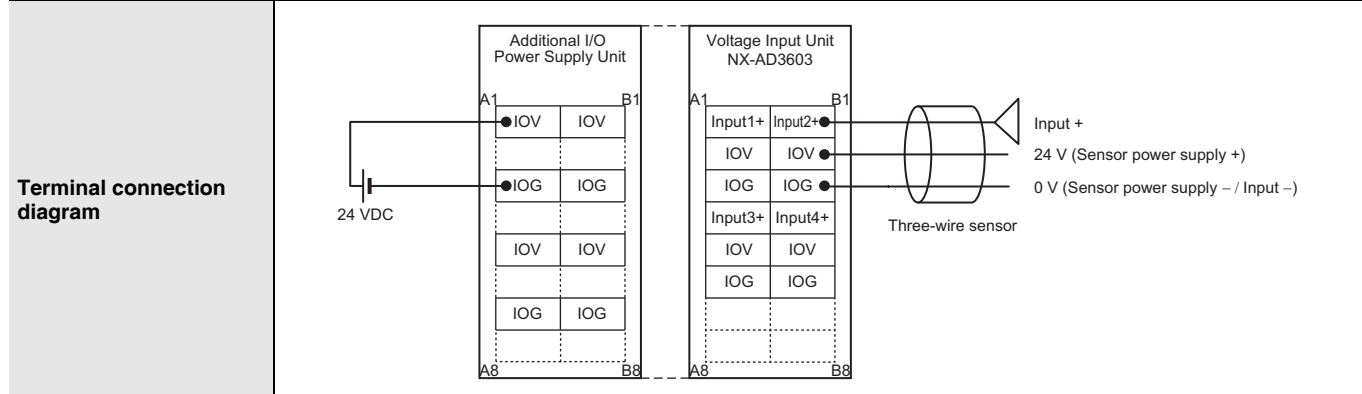 Terminal connection
diagram
Additional I/O
Power Supply Unit
A1 B1
IOV IOV
IOG IOG
24 VDC
IOV IOV
IOG IOG
A8 B8
Voltage Input Unit
NX-AD3603
A1 B1
Input1+ Input2+
IOV IOV
IOG IOG
Input3+ Input4+
IOV IOV
IOG IOG
A8 B8
Input +
24 V (Sensor power supply +)
0 V (Sensor power supply – / Input –)
Three-wire sensor